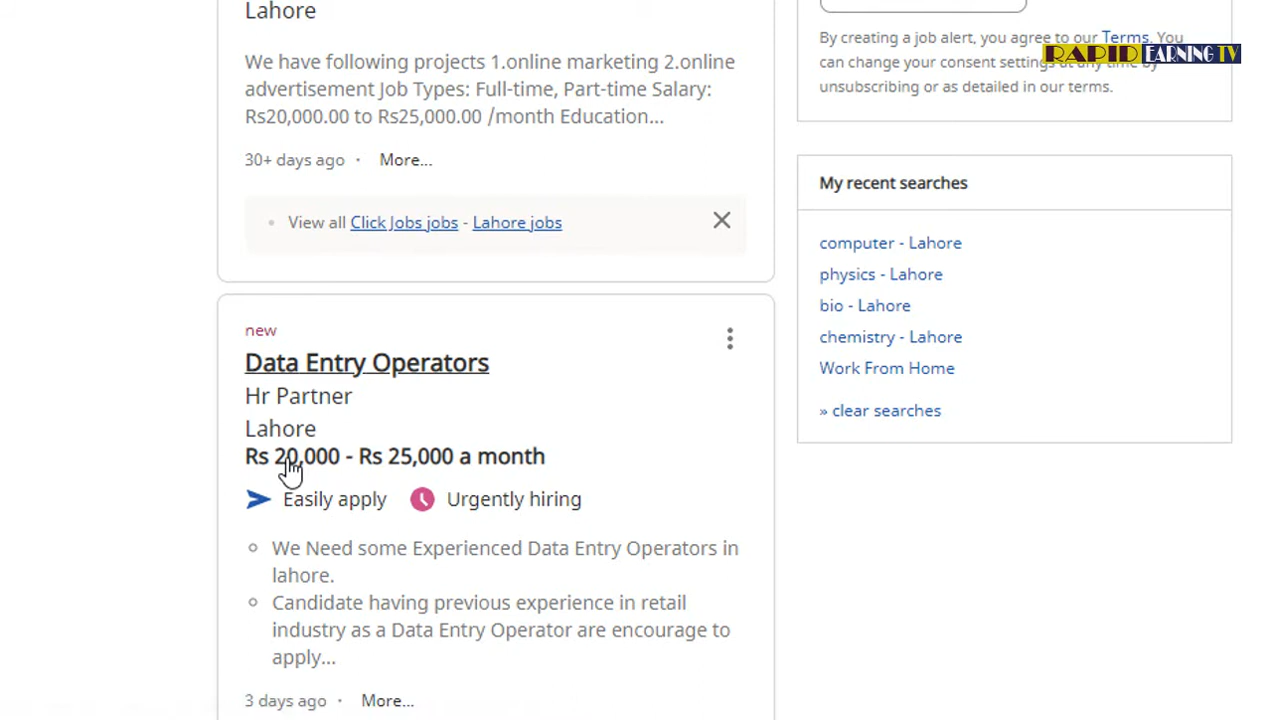 Lahore
We have following projects 1.online marketing 2.online
advertisement Job Types: Full-time, Part-time Salary:
Rs20,000.00 to Rs25,000.00 /month Education...
30+ days ago · More...
View all Click Jobs jobs - Lahore jobs
new
Data Entry Operators
Hr Partner
Lahore
Rs 20,000 - Rs 25,000 a month
Easily apply Urgently hiring
We Need some Experienced Data Entry Operators in
lahore.
Candidate having previous experience in retail
industry as a Data Entry Operator are encourage to
apply...
3 days ago · More...
By creating a job alert, you agree to our Terms. You
can change your consent settings at any time by
unsubscribing or as detailed in our terms.
RAPID EARNING TV
My recent searches
computer - Lahore
physics - Lahore
bio - Lahore
chemistry - Lahore
Work From Home
» clear searches